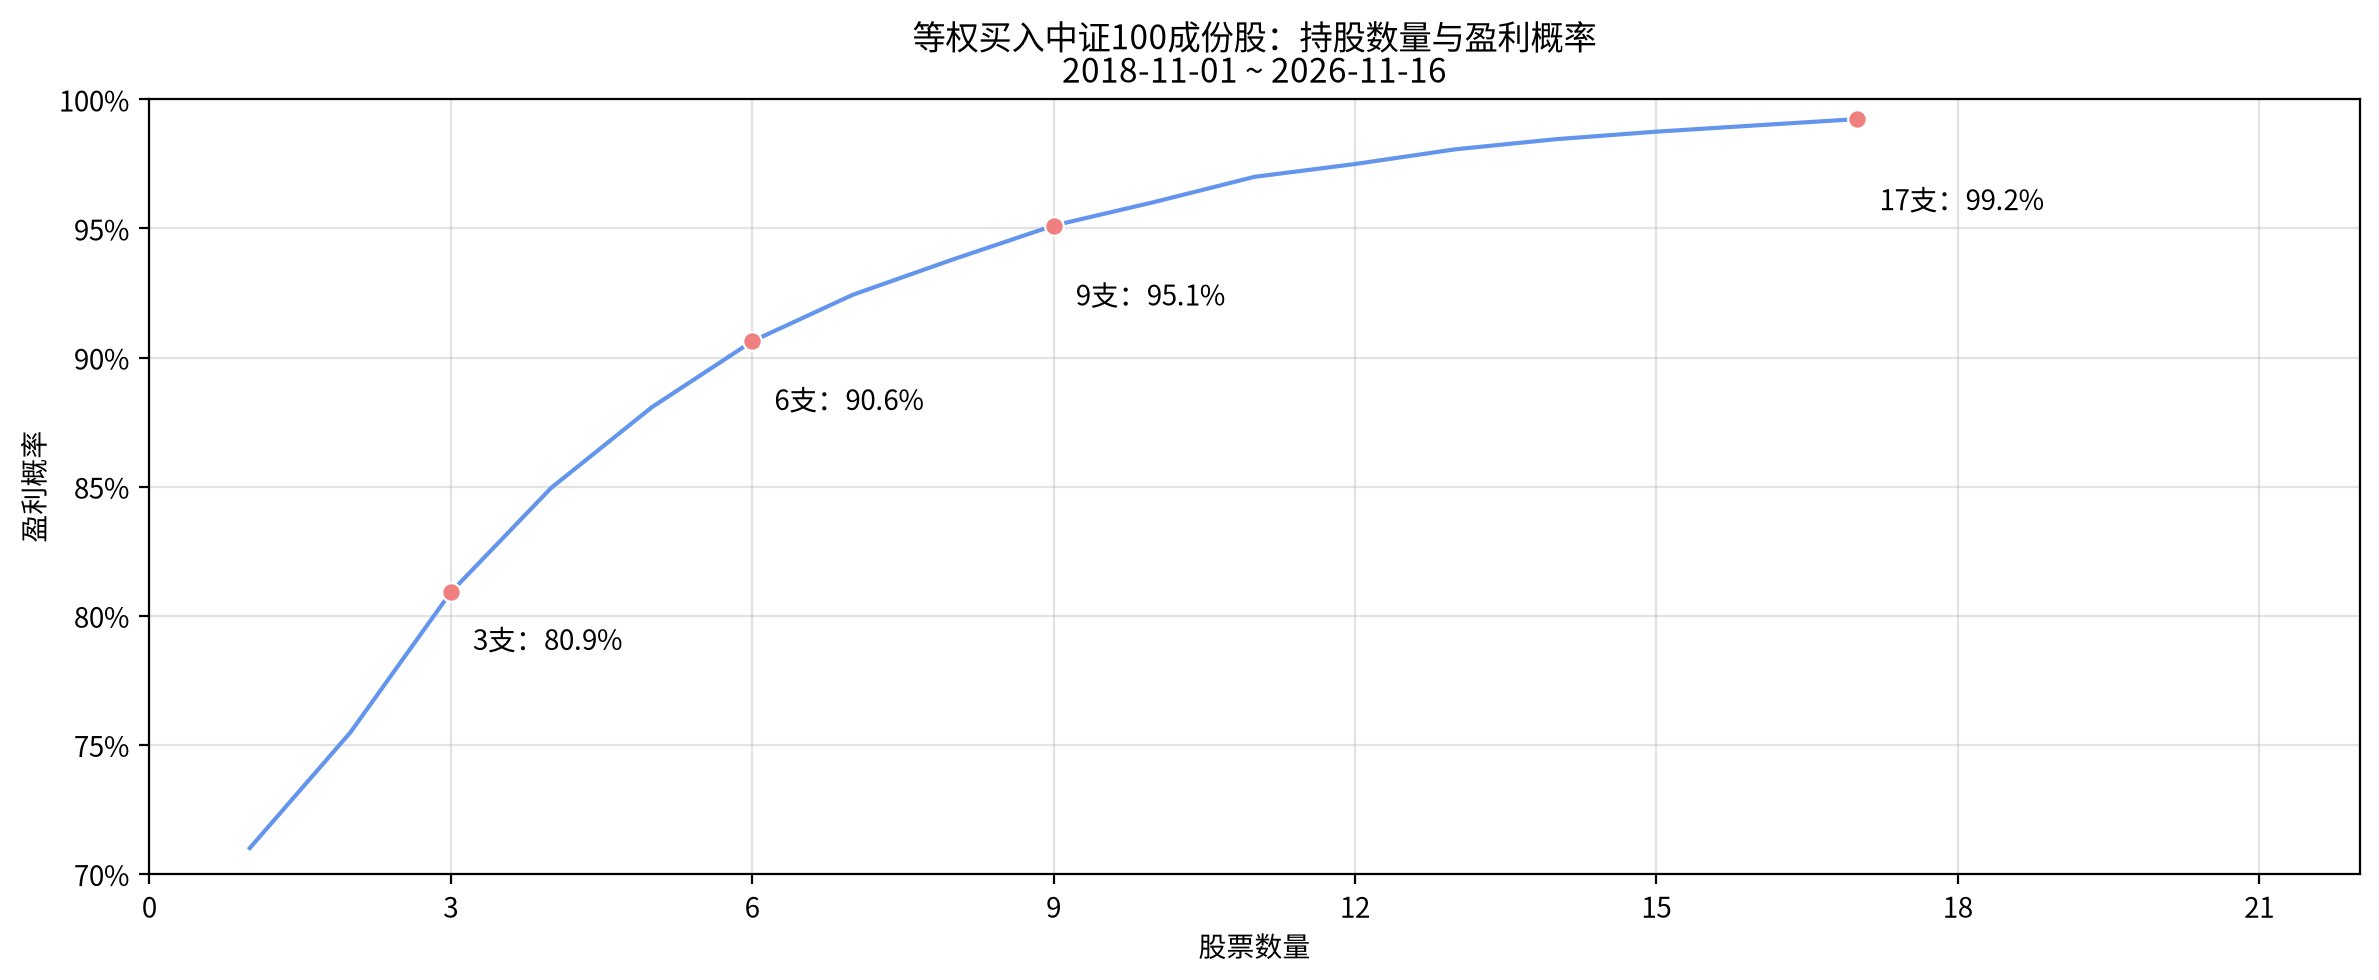 等权买入中证100成份股：持股数量与盈利概率
2018-11-01 ~ 2026-11-16
100%
95%
90%
85%
80%
75%
70%
盈利概率
17支：99.2%
9支：95.1%
6支：90.6%
3支：80.9%
0 3 6 9 12 15 18 21
股票数量